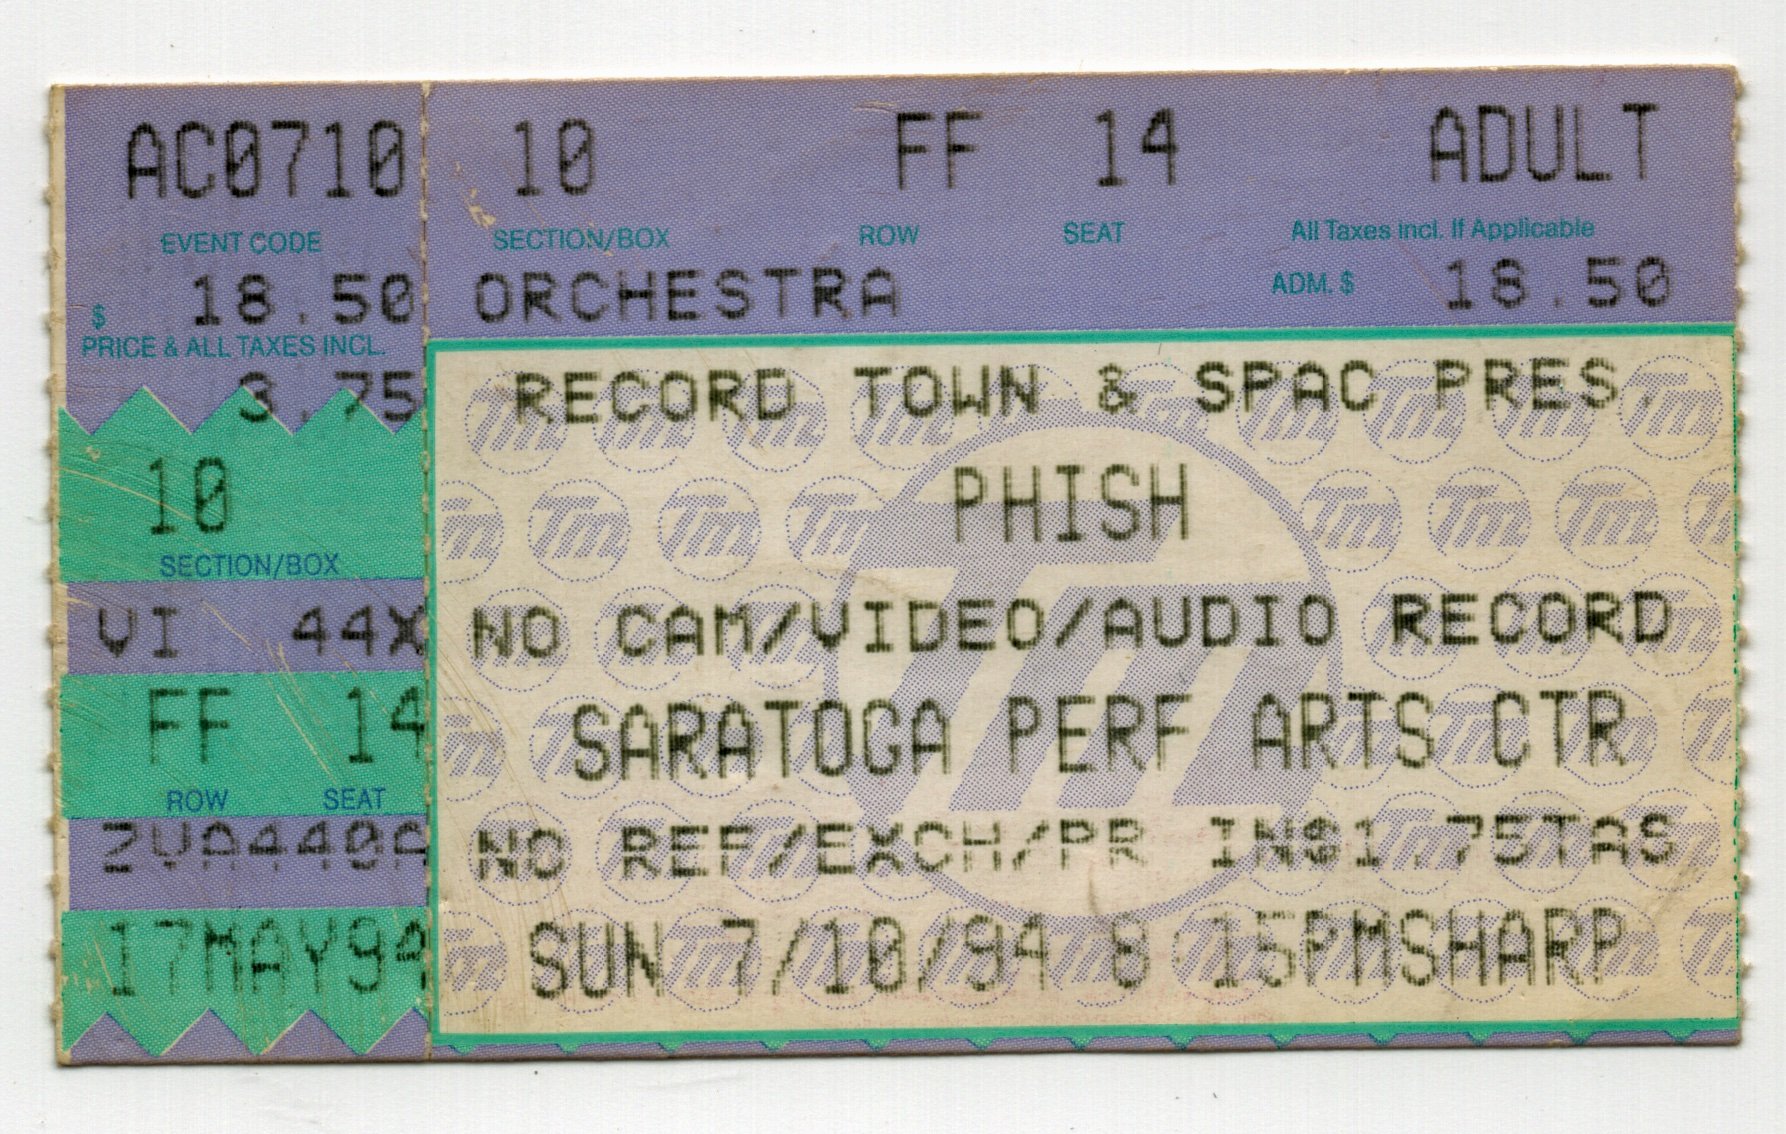 AC0710
EVENT CODE
$ 18.50
PRICE & ALL TAXES INCL.
3.75
10
SECTION/BOX
VI 44X
FF 14
ROW SEAT
ZVA440A
17MAY94
10 FF 14 ADULT
SECTION/BOX ROW SEAT All Taxes Incl. If Applicable
ORCHESTRA ADM. $ 18.50
RECORD TOWN & SPAC PRES.
PHISH
NO CAM/VIDEO/AUDIO RECORD
SARATOGA PERF ARTS CTR
NO REF/EXCH/PR IN$1.75TAS
SUN 7/10/94 8:15PMSHARP